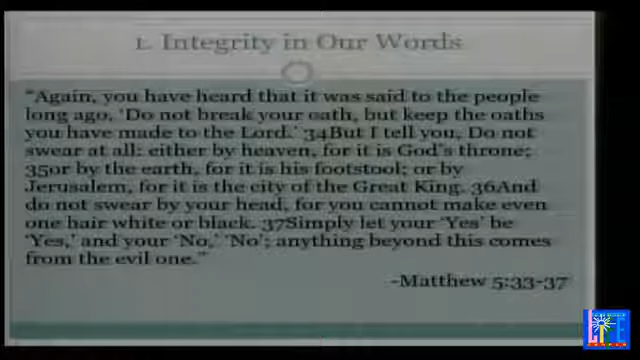 1. Integrity in Our Words
“Again, you have heard that it was said to the people
long ago, ‘Do not break your oath, but keep the oaths
you have made to the Lord.’ 34But I tell you, Do not
swear at all: either by heaven, for it is God’s throne;
35or by the earth, for it is his footstool; or by
Jerusalem, for it is the city of the Great King. 36And
do not swear by your head, for you cannot make even
one hair white or black. 37Simply let your ‘Yes’ be
‘Yes,’ and your ‘No,’ ‘No’; anything beyond this comes
from the evil one.”
-Matthew 5:33-37
LIFE